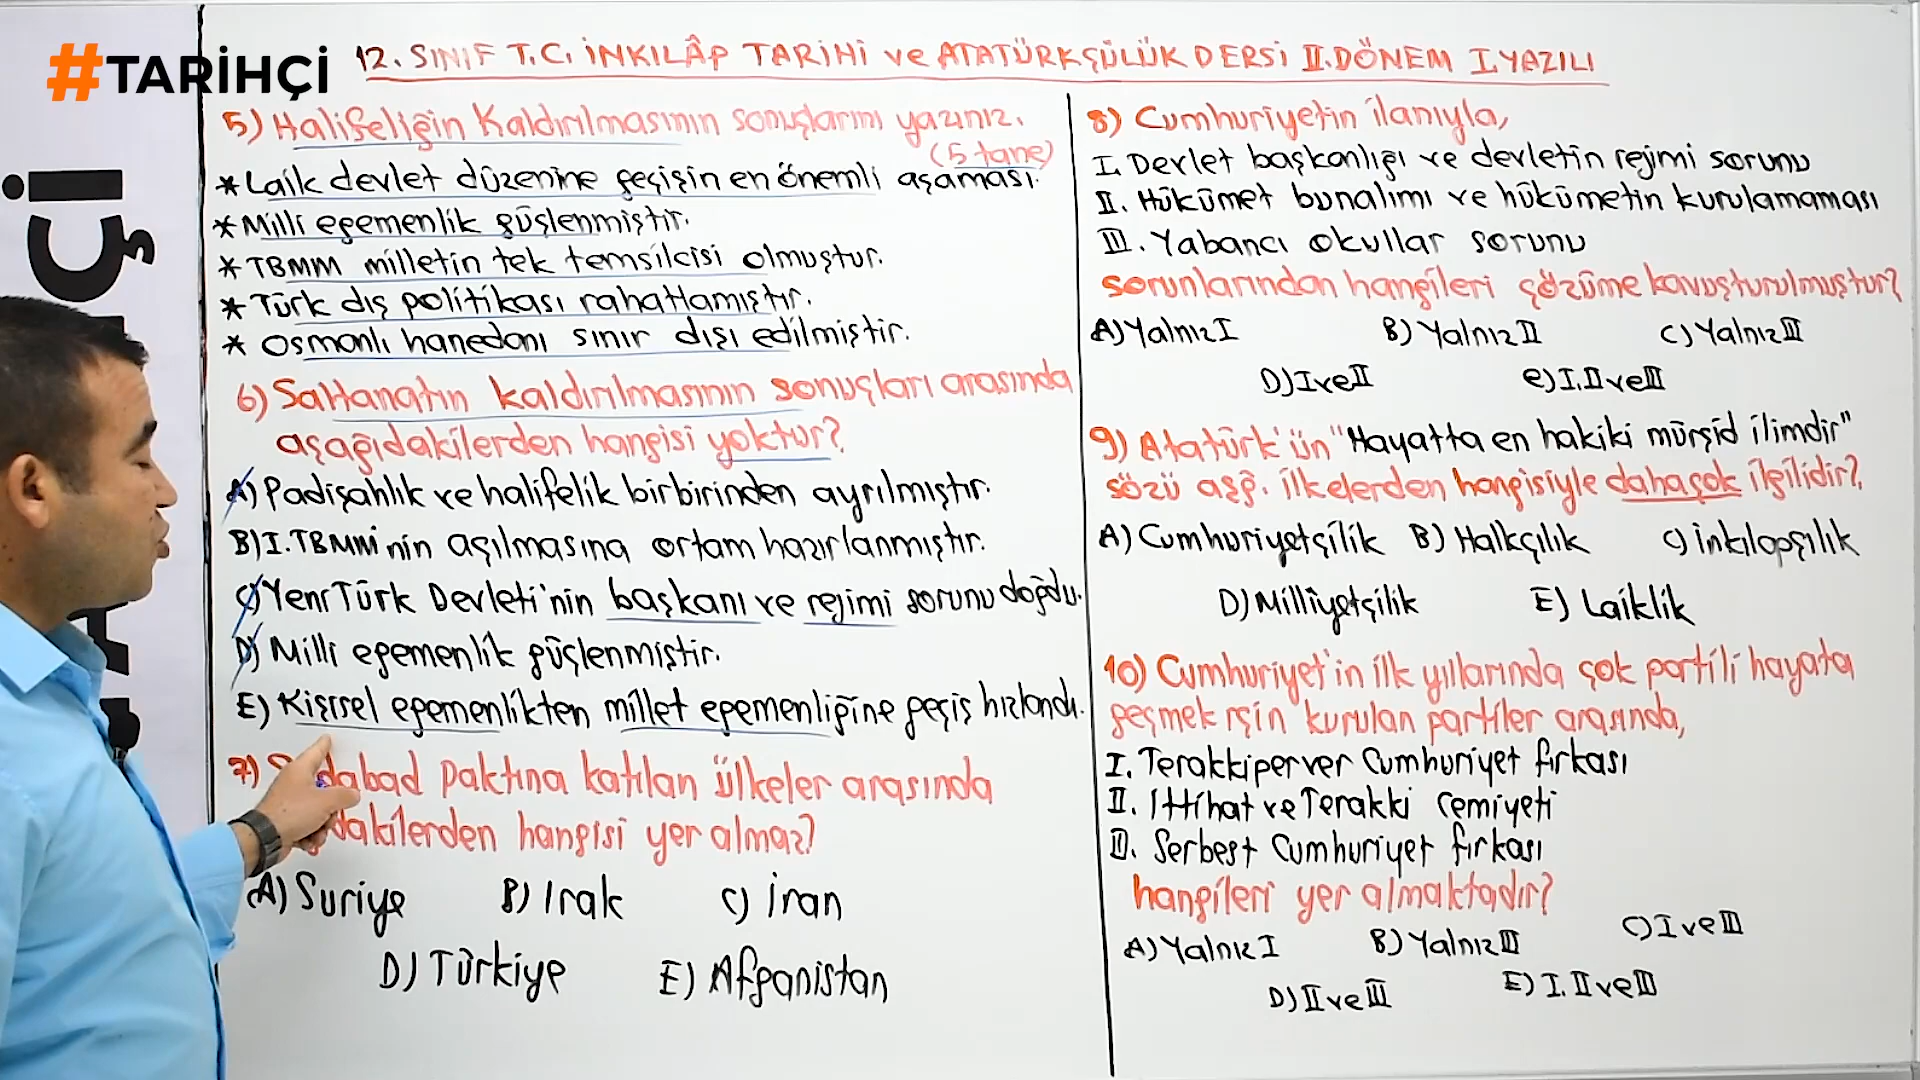 #TARİHÇİ
12. SINIF T.C. İNKILÂP TARİHİ ve ATATÜRKÇÜLÜK DERSİ II. DÖNEM I. YAZILI
5) Halifeliğin Kaldırılmasının sonuçlarını yazınız.
(5 tane)
* Laik devlet düzenine geçişin en önemli aşaması.
* Milli egemenlik güçlenmiştir.
* TBMM milletin tek temsilcisi olmuştur.
* Türk dış politikası rahatlamıştır.
* Osmanlı hanedanı sınır dışı edilmiştir.
6) Saltanatın kaldırılmasının sonuçları arasında
aşağıdakilerden hangisi yoktur?
A) Padişahlık ve halifelik birbirinden ayrılmıştır.
B) I. TBMM'nin açılmasına ortam hazırlanmıştır.
C) Yeni Türk Devleti'nin başkanı ve rejimi sorunu doğdu.
D) Milli egemenlik güçlenmiştir.
E) Kişisel egemenlikten millet egemenliğine geçiş hızlandı.
7) dabad paktına katılan ülkeler arasında
dakilerden hangisi yer almaz?
A) Suriye B) Irak C) İran
D) Türkiye E) Afganistan
8) Cumhuriyetin ilanıyla,
I. Devlet başkanlığı ve devletin rejimi sorunu
II. Hükümet bunalımı ve hükümetin kurulamaması
III. Yabancı okullar sorunu
sorunlarından hangileri çözüme kavuşturulmuştur?
A) Yalnız I B) Yalnız II C) Yalnız III
D) I ve II E) I. II ve III
9) Atatürk'ün "Hayatta en hakiki mürşid ilimdir"
sözü aşğ. ilkelerden hangisiyle daha çok ilgilidir?
A) Cumhuriyetçilik B) Halkçılık C) İnkılapçılık
D) Milliyetçilik E) Laiklik
10) Cumhuriyet'in ilk yıllarında çok partili hayata
geçmek için kurulan partiler arasında,
I. Terakkiperver Cumhuriyet fırkası
II. İttihat ve Terakki Cemiyeti
III. Serbest Cumhuriyet fırkası
hangileri yer almaktadır?
A) Yalnız I B) Yalnız III C) I ve III
D) II ve III E) I. II ve III